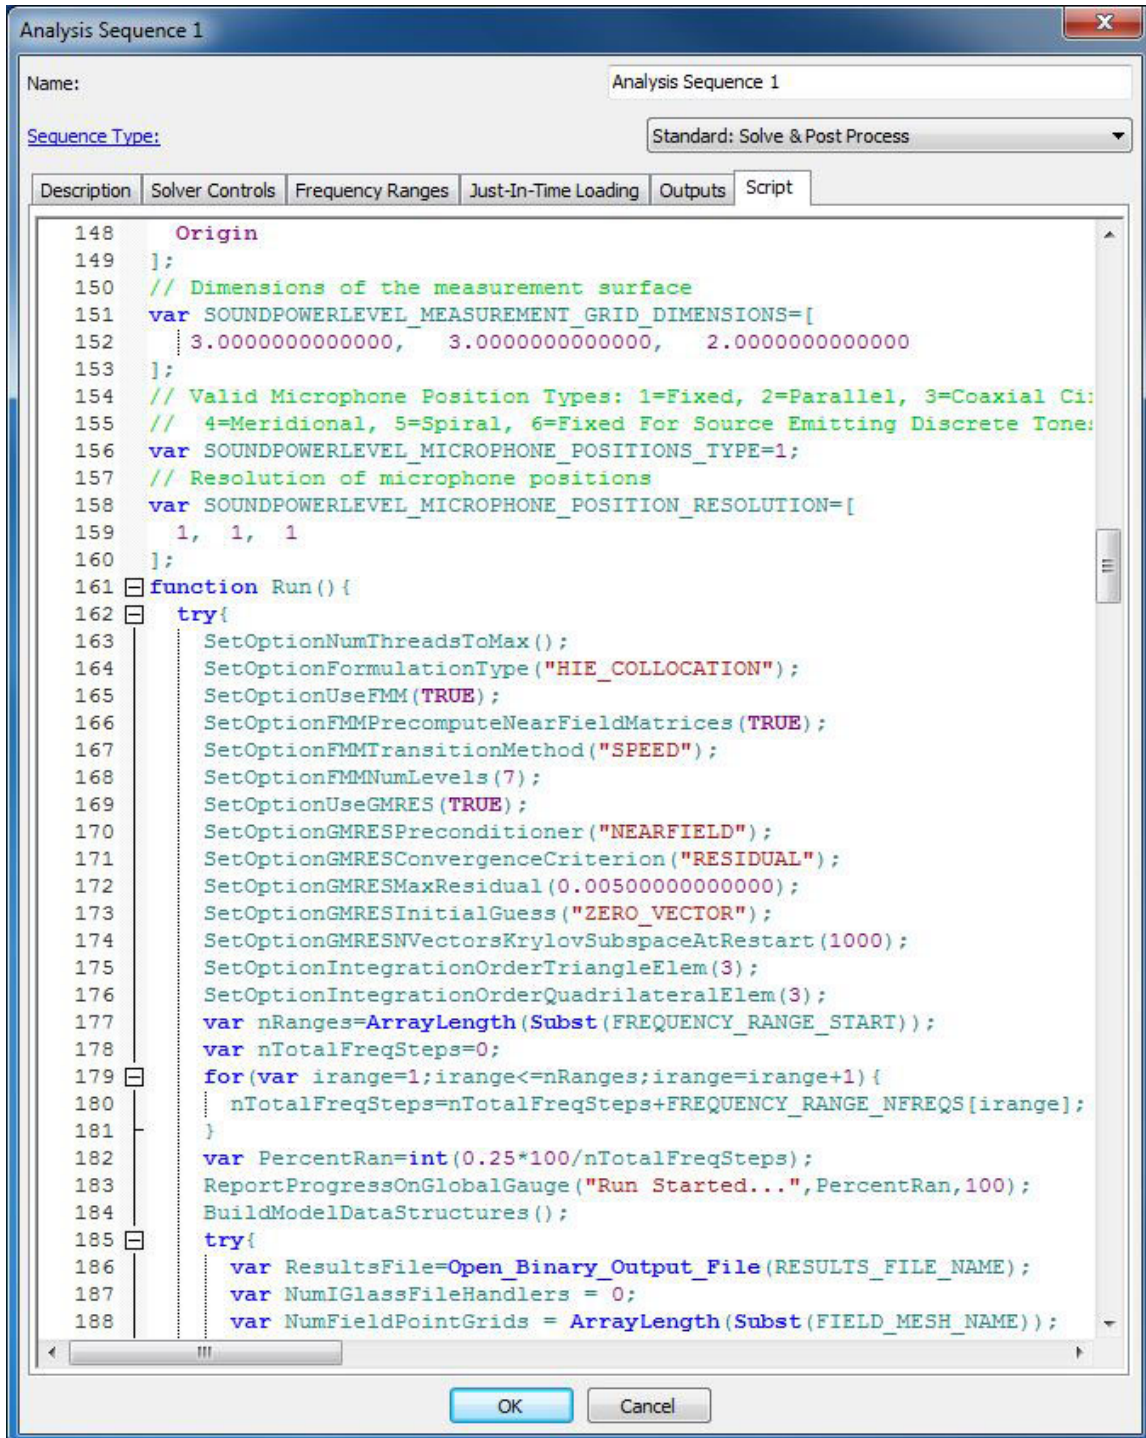 Analysis Sequence 1
Name: Analysis Sequence 1
Sequence Type: Standard: Solve & Post Process
Description Solver Controls Frequency Ranges Just-In-Time Loading Outputs Script
148 Origin
149 ];
150 // Dimensions of the measurement surface
151 var SOUNDPOWERLEVEL_MEASUREMENT_GRID_DIMENSIONS=[
152 3.0000000000000, 3.0000000000000, 2.0000000000000
153 ];
154 // Valid Microphone Position Types: 1=Fixed, 2=Parallel, 3=Coaxial
155 // 4=Meridional, 5=Spiral, 6=Fixed For Source Emitting Discrete
156 var SOUNDPOWERLEVEL_MICROPHONE_POSITIONS_TYPE=1;
157 // Resolution of microphone positions
158 var SOUNDPOWERLEVEL_MICROPHONE_POSITION_RESOLUTION=[
159 1, 1, 1
160 ];
161 function Run(){
162 try{
163 SetOptionNumThreadsToMax();
164 SetOptionFormulationType("HIE_COLLOCATION");
165 SetOptionUseFMM(TRUE);
166 SetOptionFMMPrecomputeNearFieldMatrices(TRUE);
167 SetOptionFMMTransitionMethod("SPEED");
168 SetOptionFMMNumLevels(7);
169 SetOptionUseGMRES(TRUE);
170 SetOptionGMRESPreconditioner("NEARFIELD");
171 SetOptionGMRESConvergenceCriterion("RESIDUAL");
172 SetOptionGMRESMaxResidual(0.00500000000000);
173 SetOptionGMRESInitialGuess("ZERO_VECTOR");
174 SetOptionGMRESNVectorsKrylovSubspaceAtRestart(1000);
175 SetOptionIntegrationOrderTriangleElem(3);
176 SetOptionIntegrationOrderQuadrilateralElem(3);
177 var nRanges=ArrayLength(Subst(FREQUENCY_RANGE_START));
178 var nTotalFreqSteps=0;
179 for(var irange=1;irange<=nRanges;irange=irange+1){
180 nTotalFreqSteps=nTotalFreqSteps+FREQUENCY_RANGE_NFREQS[irange];
181 }
182 var PercentRan=int(0.25*100/nTotalFreqSteps);
183 ReportProgressOnGlobalGauge("Run Started...",PercentRan,100);
184 BuildModelDataStructures();
185 try{
186 var ResultsFile=Open_Binary_Output_File(RESULTS_FILE_NAME);
187 var NumIGlassFileHandlers = 0;
188 var NumFieldPointGrids = ArrayLength(Subst(FIELD_MESH_NAME));
OK Cancel